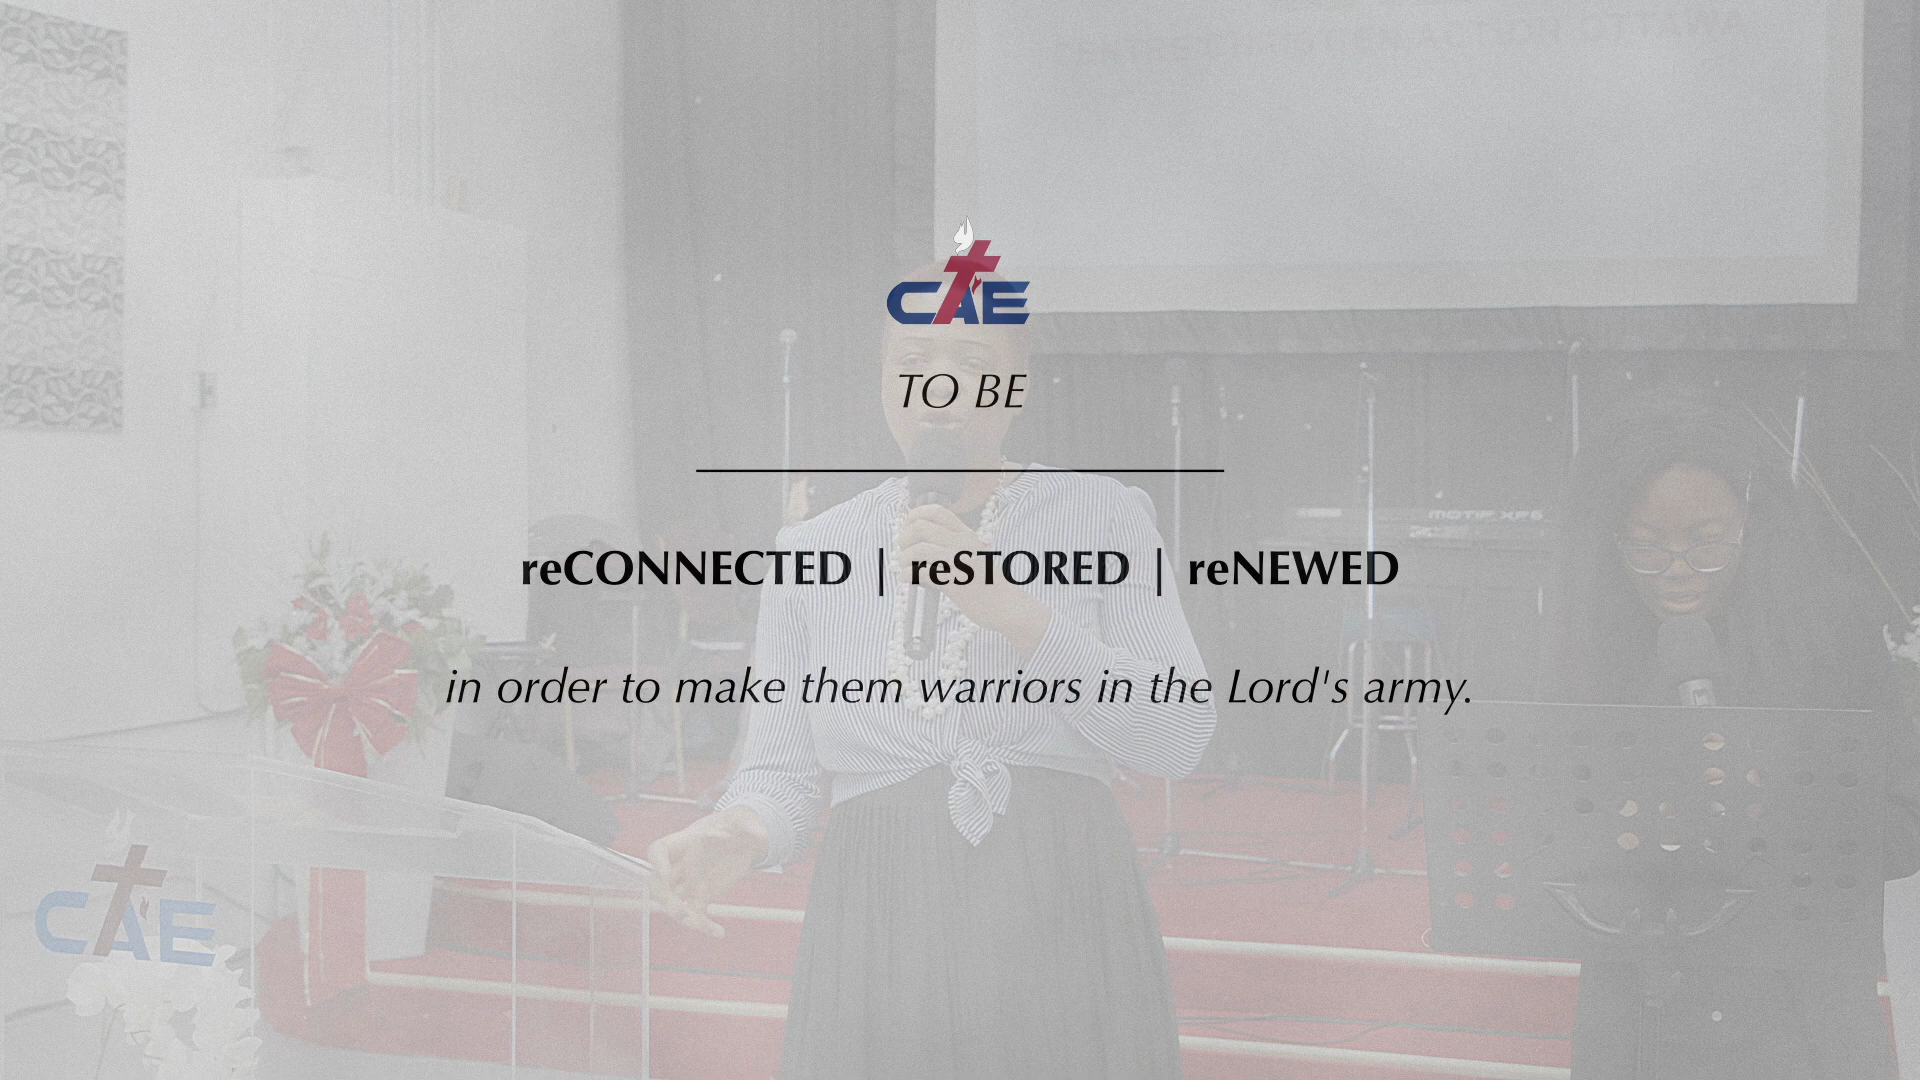 CAE
TO BE
reCONNECTED | reSTORED | reNEWED
in order to make them warriors in the Lord's army.
MOTIF XF6
CAE